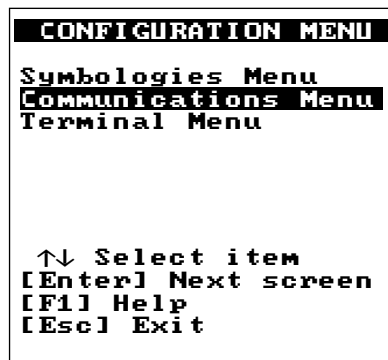 CONFIGURATION MENU
Symbologies Menu
Communications Menu
Terminal Menu
↑↓ Select item
[Enter] Next screen
[F1] Help
[Esc] Exit